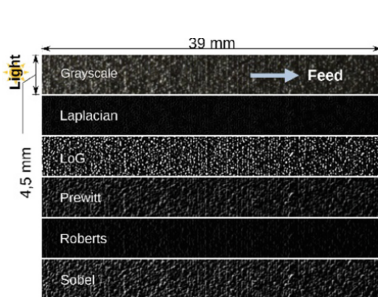 39 mm
Light
Grayscale
Feed
4,5 mm
Laplacian
LoG
Prewitt
Roberts
Sobel